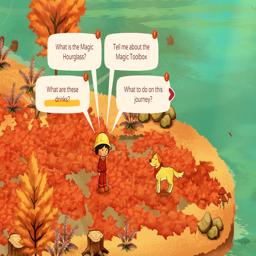 What is the Magic
Hourglass?
Tell me about the
Magic Toolbox
What are these
drinks?
What to do on this
journey?